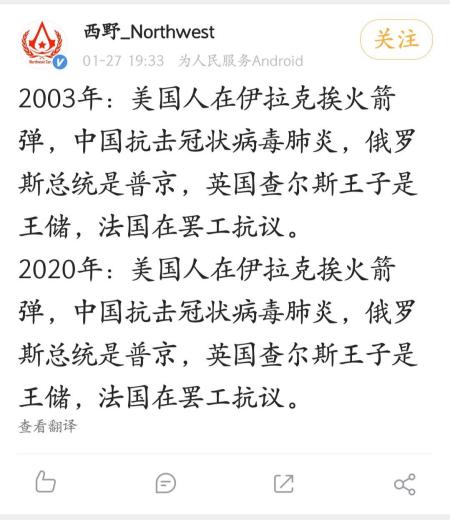 西野_Northwest
关注
01-27 19:33 为人民服务Android
2003年：美国人在伊拉克挨火箭
弹，中国抗击冠状病毒肺炎，俄罗
斯总统是普京，英国查尔斯王子是
王储，法国在罢工抗议。
2020年：美国人在伊拉克挨火箭
弹，中国抗击冠状病毒肺炎，俄罗
斯总统是普京，英国查尔斯王子是
王储，法国在罢工抗议。
查看翻译